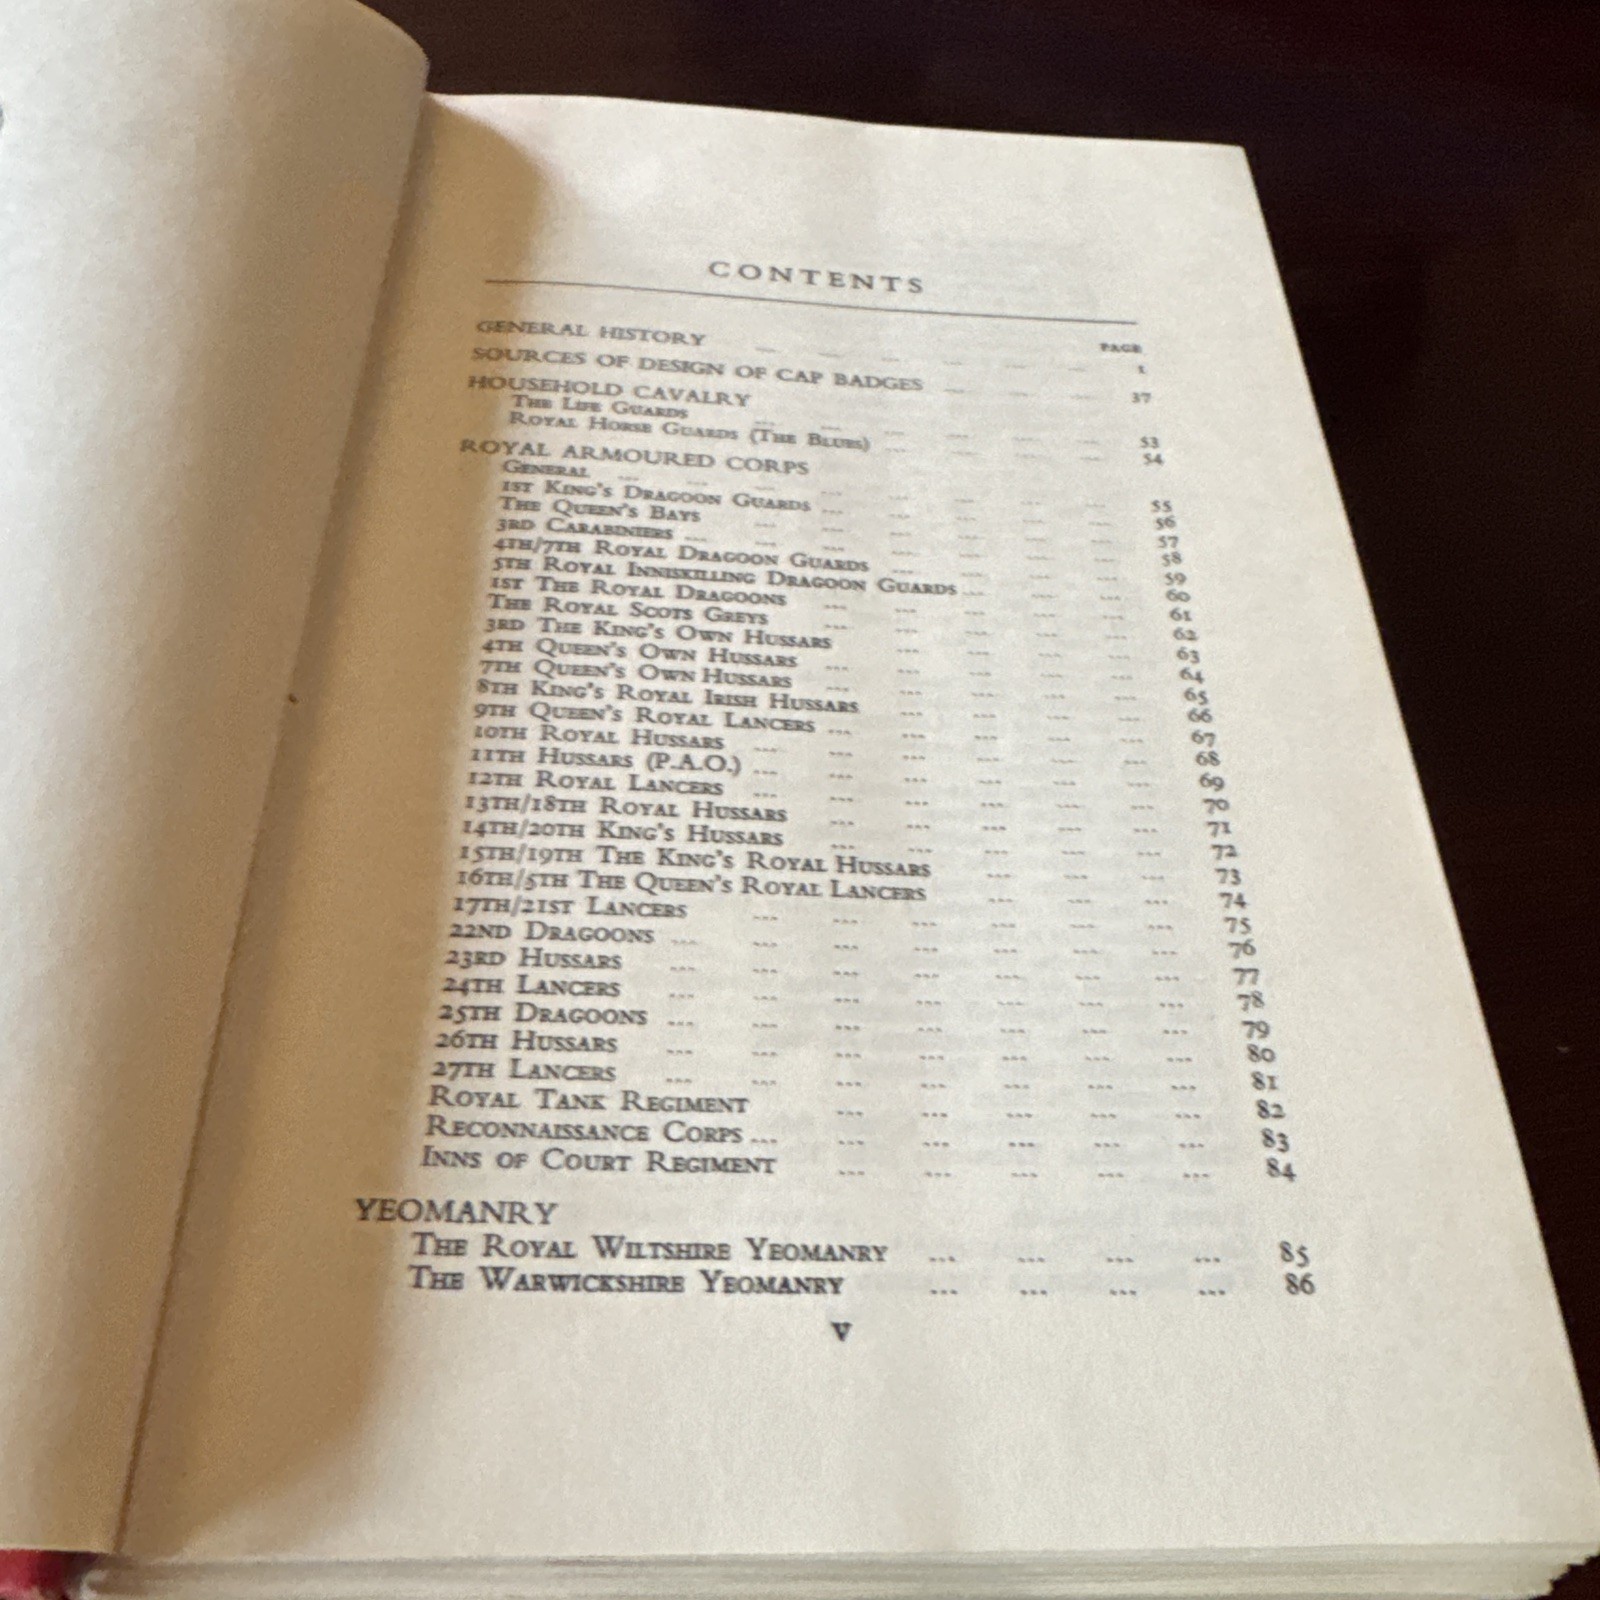 CONTENTS
PAGE
GENERAL HISTORY ... ... ... ... ... 1
SOURCES OF DESIGN OF CAP BADGES ... ... ... 37
HOUSEHOLD CAVALRY
The Life Guards ... ... ... ... ... 53
Royal Horse Guards (The Blues) ... ... ... ... 54
ROYAL ARMOURED CORPS
General ... ... ... ... ... ... 55
1st King's Dragoon Guards ... ... ... ... ... 56
The Queen's Bays ... ... ... ... ... 57
3rd Carabiniers ... ... ... ... ... ... 58
4th/7th Royal Dragoon Guards ... ... ... 59
5th Royal Inniskilling Dragoon Guards ... ... ... 60
1st The Royal Dragoons ... ... ... ... 61
The Royal Scots Greys ... ... ... ... 62
3rd The King's Own Hussars ... ... ... 63
4th Queen's Own Hussars ... ... ... ... 64
7th Queen's Own Hussars ... ... ... ... 65
8th King's Royal Irish Hussars ... ... ... 66
9th Queen's Royal Lancers ... ... ... ... 67
10th Royal Hussars ... ... ... ... ... 68
11th Hussars (P.A.O.) ... ... ... ... ... 69
12th Royal Lancers ... ... ... ... ... 70
13th/18th Royal Hussars ... ... ... ... 71
14th/20th King's Hussars ... ... ... ... 72
15th/19th The King's Royal Hussars ... ... ... 73
16th/5th The Queen's Royal Lancers ... ... ... 74
17th/21st Lancers ... ... ... ... ... 75
22nd Dragoons ... ... ... ... ... ... 76
23rd Hussars ... ... ... ... ... ... 77
24th Lancers ... ... ... ... ... ... 78
25th Dragoons ... ... ... ... ... ... 79
26th Hussars ... ... ... ... ... ... 80
27th Lancers ... ... ... ... ... ... 81
Royal Tank Regiment ... ... ... ... ... 82
Reconnaissance Corps ... ... ... ... ... 83
Inns of Court Regiment ... ... ... ... ... 84
YEOMANRY
The Royal Wiltshire Yeomanry ... ... ... ... 85
The Warwickshire Yeomanry ... ... ... ... 86
v